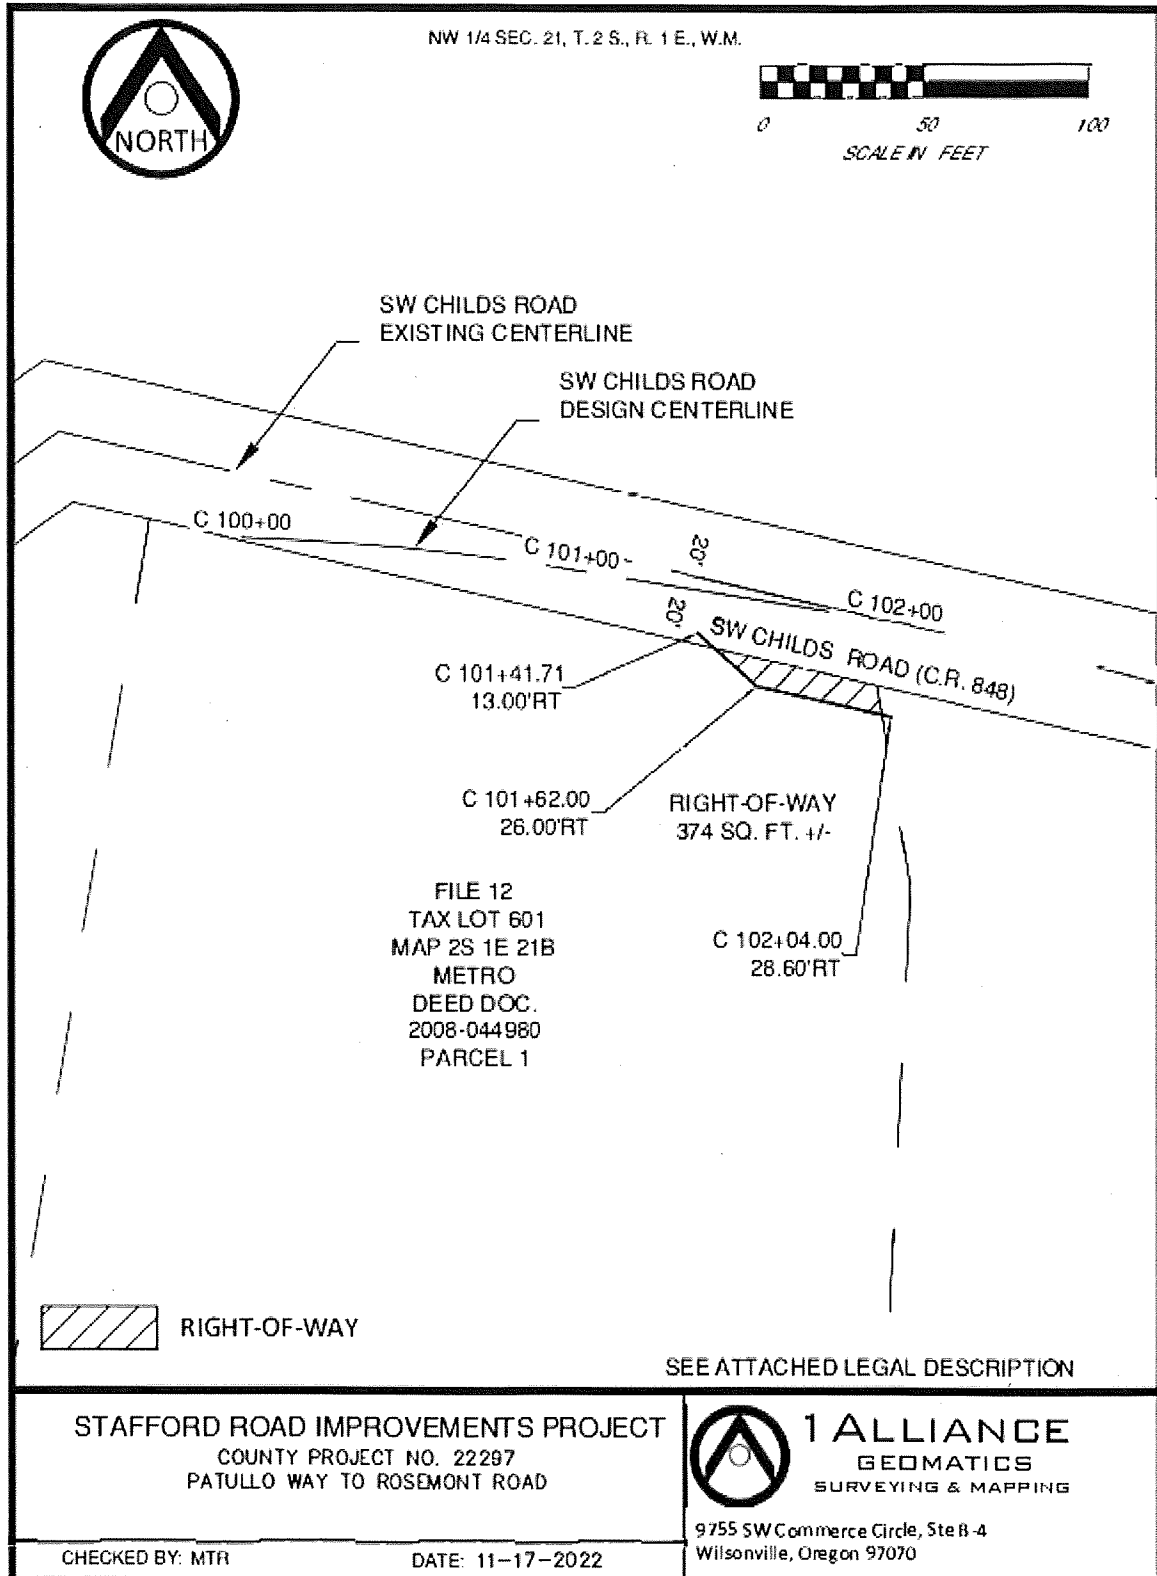 NW 1/4 SEC. 21, T. 2 S., R. 1 E., W.M.
NORTH
0 50 100
SCALE IN FEET
SW CHILDS ROAD
EXISTING CENTERLINE
SW CHILDS ROAD
DESIGN CENTERLINE
C 100+00
C 101+00
20'
C 102+00
20'
SW CHILDS ROAD (C.R. 848)
C 101+41.71
13.00'RT
C 101+62.00
26.00'RT
RIGHT-OF-WAY
374 SQ. FT. +/-
FILE 12
TAX LOT 601
MAP 2S 1E 21B
METRO
DEED DOC.
2008-044980
PARCEL 1
C 102+04.00
28.60'RT
RIGHT-OF-WAY
SEE ATTACHED LEGAL DESCRIPTION
STAFFORD ROAD IMPROVEMENTS PROJECT
COUNTY PROJECT NO. 22297
PATULLO WAY TO ROSEMONT ROAD
CHECKED BY: MTR DATE: 11-17-2022
1 ALLIANCE
GEOMATICS
SURVEYING & MAPPING
9755 SW Commerce Circle, Ste B-4
Wilsonville, Oregon 97070